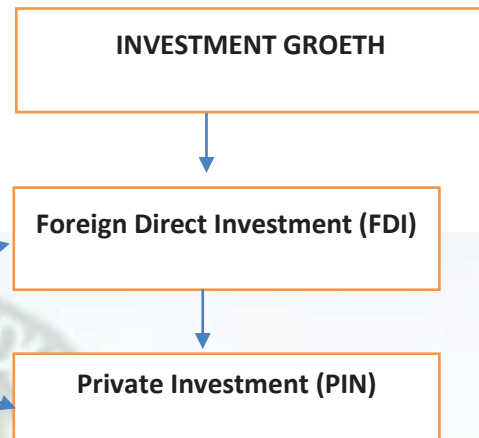 INVESTMENT GROETH
Foreign Direct Investment (FDI)
Private Investment (PIN)